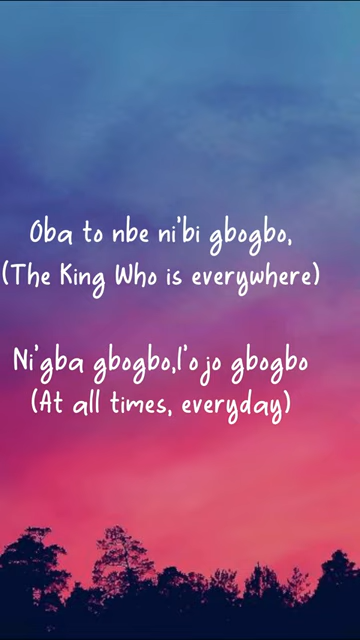 Oba to nbe ni'bi gbogbo,
(The King Who is everywhere)
Ni'gba gbogbo,l'ojo gbogbo
(At all times, everyday)